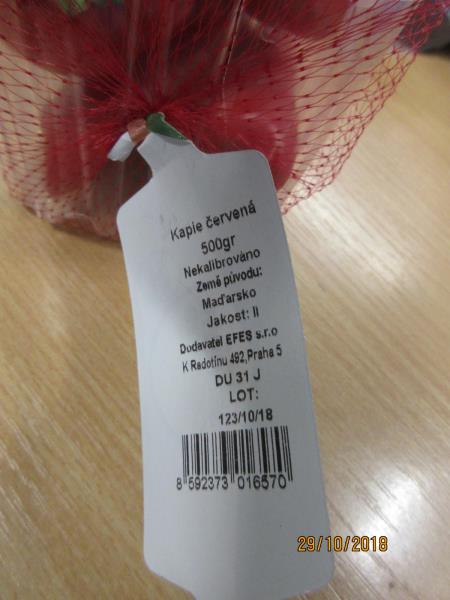 Kapie červená
500gr
Nekalibrováno
Země původu:
Maďarsko
Jakost: II
Dodavatel EFES s.r.o
K Radotínu 492,Praha 5
DU 31 J
LOT:
123/10/18
8 592373 016570
29/10/2018